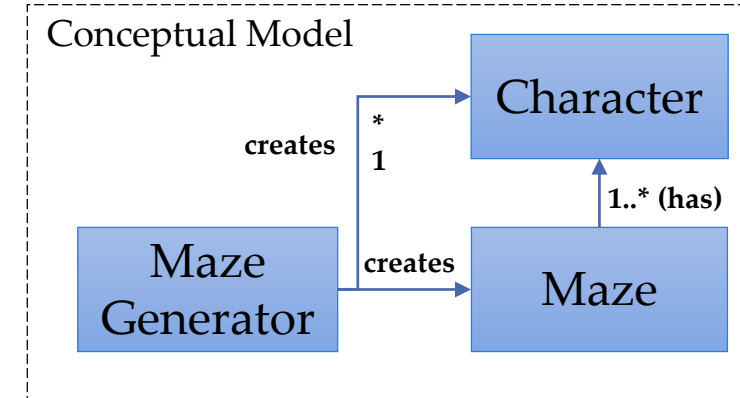 Conceptual Model
Character
creates
*
1
1..* (has)
Maze
Generator
creates
Maze